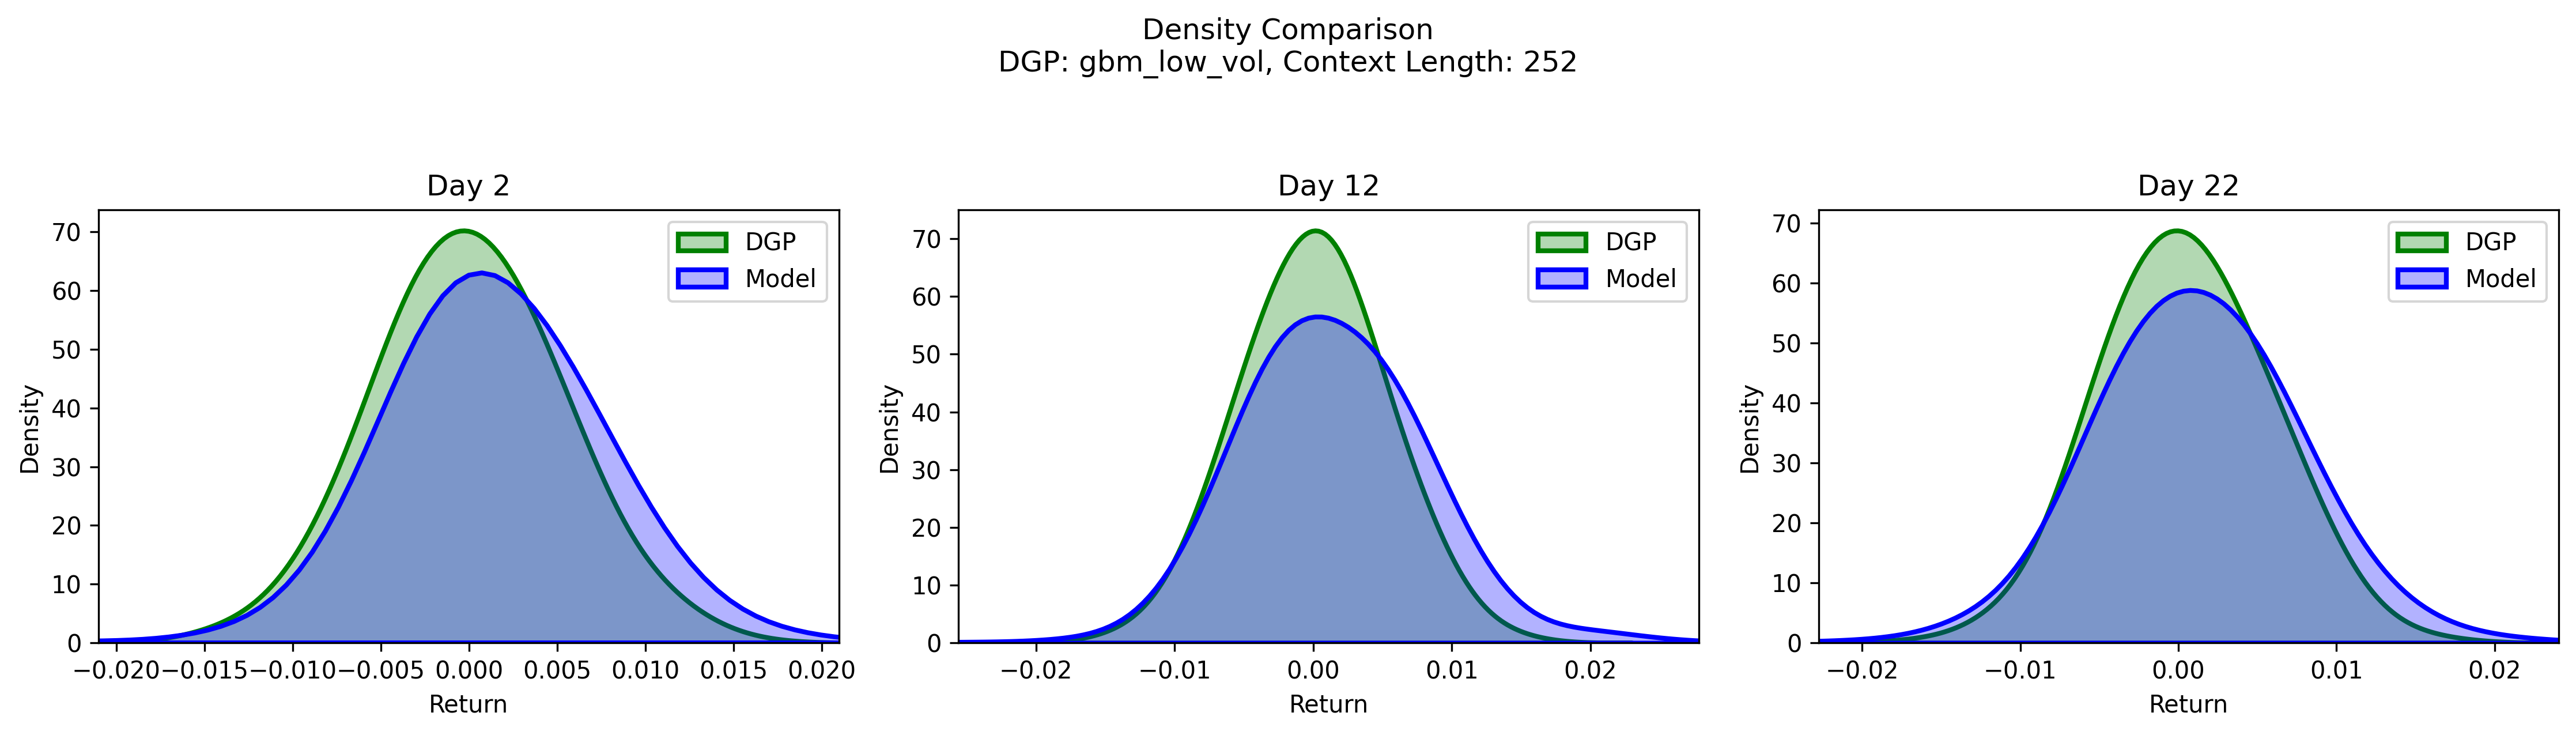 Density Comparison
DGP: gbm_low_vol, Context Length: 252
Day 2
70
60
50
40
30
20
10
0
Density
−0.020
−0.015
−0.010
−0.005
0.000
0.005
0.010
0.015
0.020
Return
DGP
Model
Day 12
70
60
50
40
30
20
10
0
Density
−0.02
−0.01
0.00
0.01
0.02
Return
DGP
Model
Day 22
70
60
50
40
30
20
10
0
Density
−0.02
−0.01
0.00
0.01
0.02
Return
DGP
Model